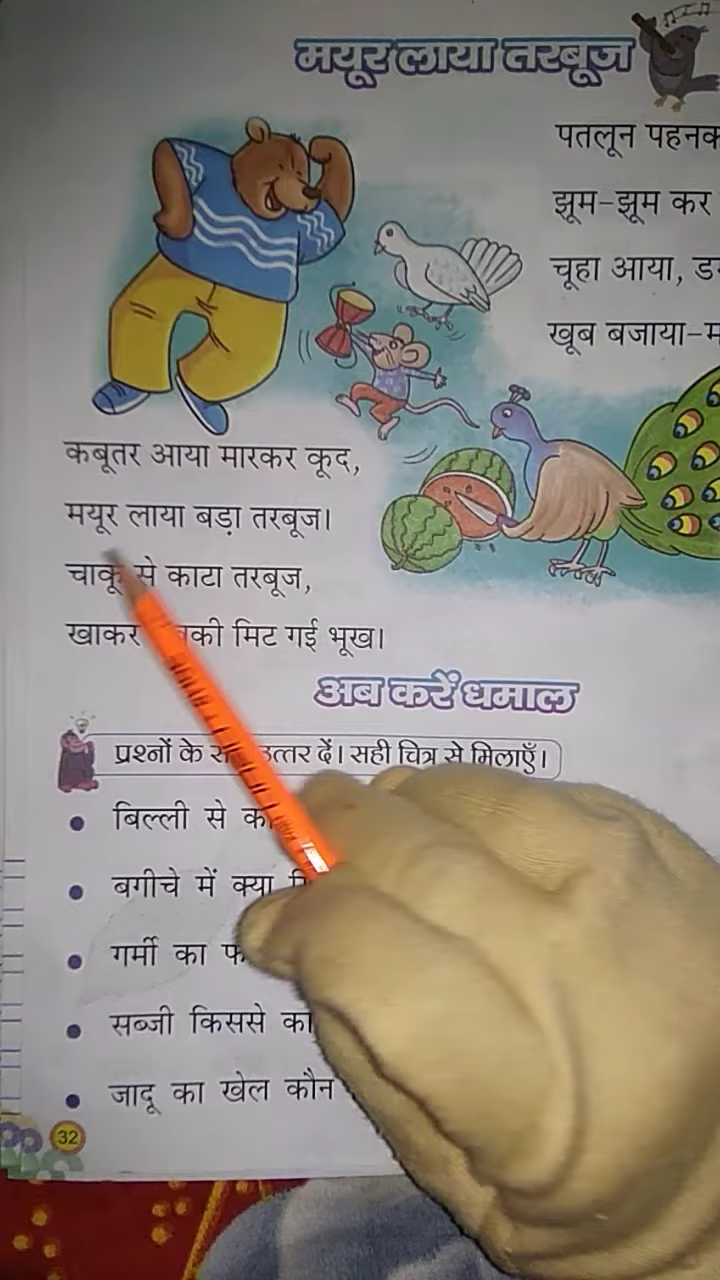 मयूर लाया तरबूज
पतलून पहनक
झूम-झूम कर
चूहा आया,
खूब बजाया-
कबूतर आया मारकर कूद,
मयूर लाया बड़ा तरबूज।
चाकू से काटा तरबूज,
खाकर मिट गई भूख।
अब करें धमाल
प्रश्नों के उत्तर दें। सही चित्र से मिलाएँ।
बिल्ली से
बगीचे में क्या
गर्मी का
सब्जी किससे
जादू का खेल कौन
32